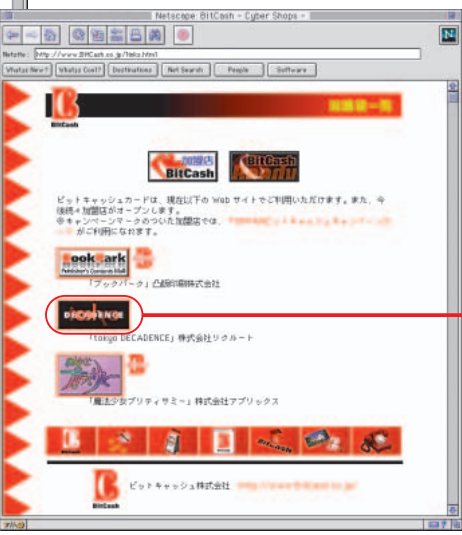 Netscape: BitCash - Cyber Shops -
N
Netsite: http://www.BitCash.co.jp/links.html
What's New? What's Cool? Destinations Net Search People Software
BitCash 加盟店一覧
加盟店 BitCash BitCash Ready
ビットキャッシュカードは、現在以下の Web サイトでご利用いただけます。また、今
後続々加盟店がオープンします。
※キャンペーンマークのついた加盟店では、
がご利用になれます。
BookPark
Publisher's Contents Mall
「ブックパーク」凸版印刷株式会社
DECADENCE
「tokyo DECADENCE」株式会社リクルート
「魔法少女プリティサミー」株式会社アプリックス
BitCash
ビットキャッシュ株式会社
BitCash